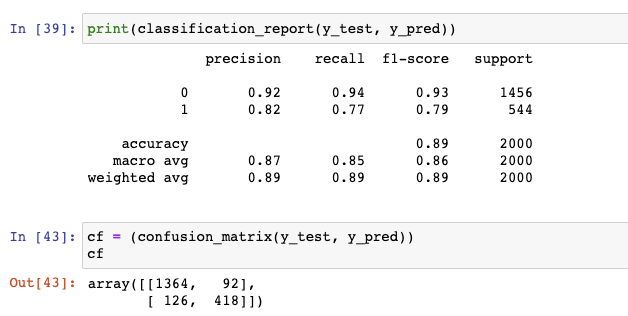 In [39]: print(classification_report(y_test, y_pred))
precision recall f1-score support
0 0.92 0.94 0.93 1456
1 0.82 0.77 0.79 544
accuracy 0.89 2000
macro avg 0.87 0.85 0.86 2000
weighted avg 0.89 0.89 0.89 2000
In [43]: cf = (confusion_matrix(y_test, y_pred))
cf
Out[43]: array([[1364, 92],
[ 126, 418]])